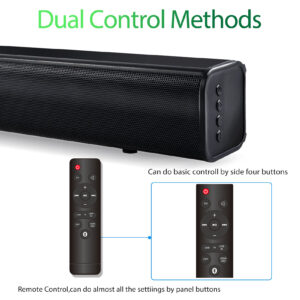 Dual Control Methods
Can do basic controll by side four buttons
Remote Control,can do almost all the settiings by panel buttons